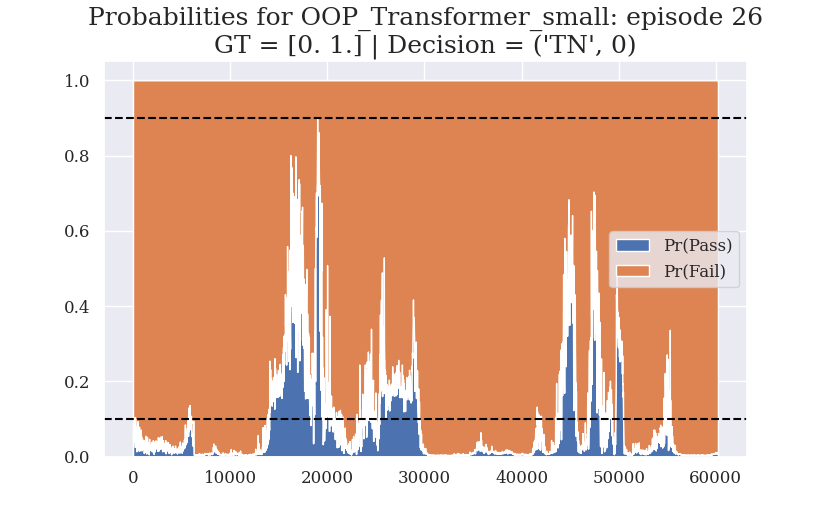 Probabilities for OOP_Transformer_small: episode 26
GT = [0. 1.] | Decision = ('TN', 0)
1.0
0.8
0.6
0.4
0.2
0.0
Pr(Pass)
Pr(Fail)
0 10000 20000 30000 40000 50000 60000